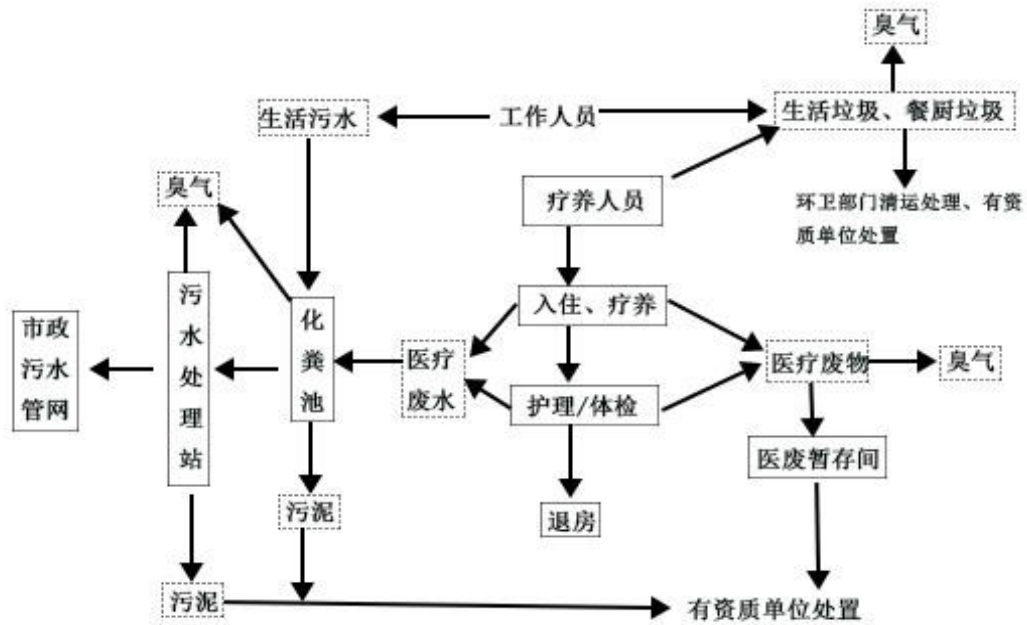 臭气
生活污水
工作人员
生活垃圾、餐厨垃圾
臭气
疗养人员
环卫部门清运处理、有资
质单位处置
市政
污水
管网
污水处理站
化粪池
医疗
废水
入住、疗养
护理/体检
医疗废物
臭气
医废暂存间
污泥
退房
污泥
有资质单位处置